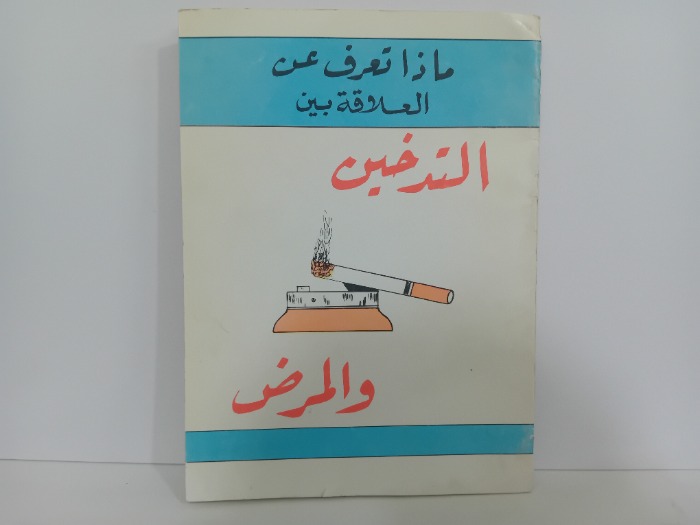 ماذا تعرف عن
العلاقة بين
التدخين
والمرض